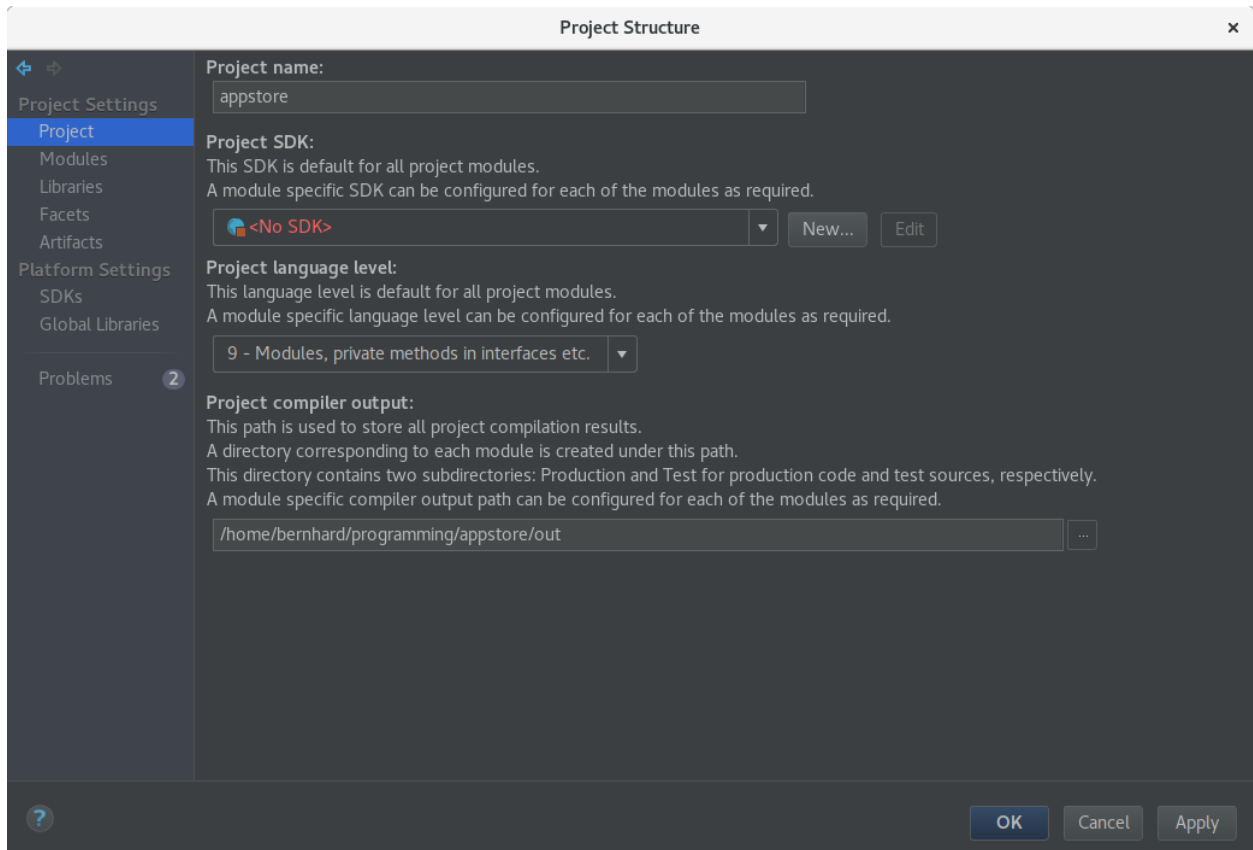 Project Structure
×
Project Settings
Project
Modules
Libraries
Facets
Artifacts
Platform Settings
SDKs
Global Libraries
Problems 2
Project name:
appstore
Project SDK:
This SDK is default for all project modules.
A module specific SDK can be configured for each of the modules as required.
<No SDK>
New...
Edit
Project language level:
This language level is default for all project modules.
A module specific language level can be configured for each of the modules as required.
9 - Modules, private methods in interfaces etc.
Project compiler output:
This path is used to store all project compilation results.
A directory corresponding to each module is created under this path.
This directory contains two subdirectories: Production and Test for production code and test sources, respectively.
A module specific compiler output path can be configured for each of the modules as required.
/home/bernhard/programming/appstore/out
...
?
OK
Cancel
Apply